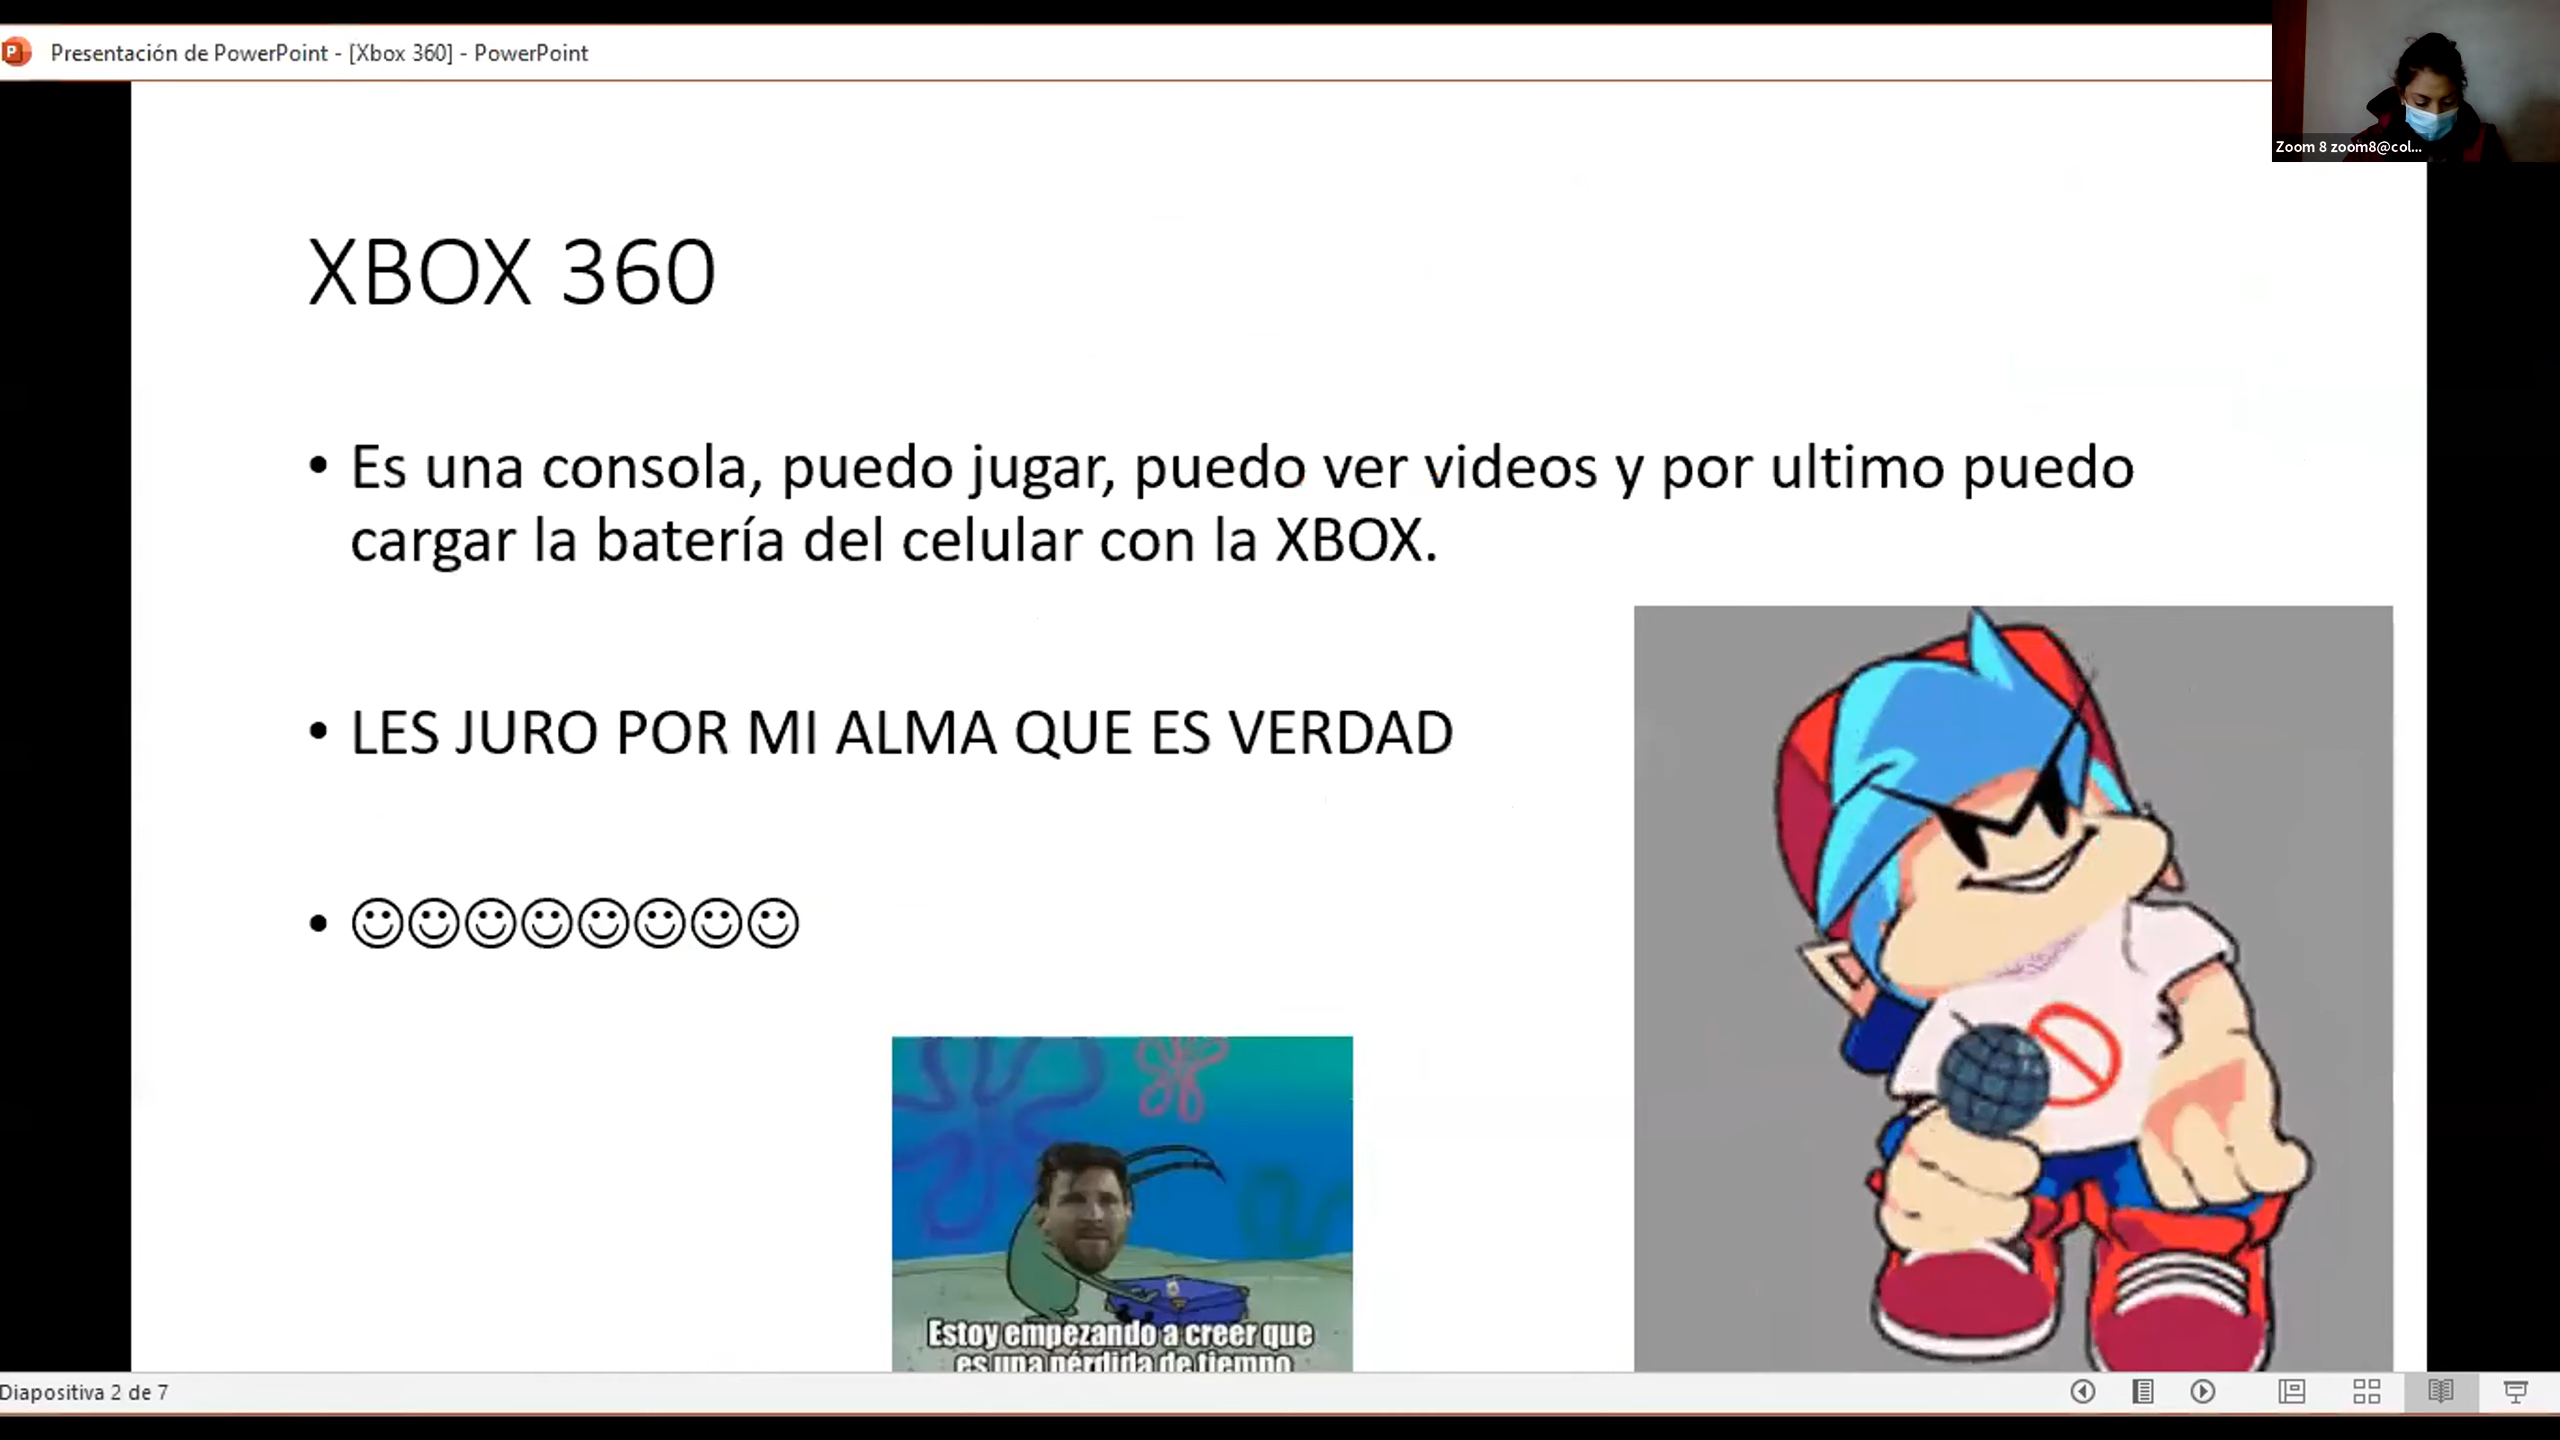 Presentación de PowerPoint - [Xbox 360] - PowerPoint
Zoom 8 zoom8@col...
XBOX 360
• Es una consola, puedo jugar, puedo ver videos y por ultimo puedo
cargar la batería del celular con la XBOX.
• LES JURO POR MI ALMA QUE ES VERDAD
• ☺☺☺☺☺☺☺☺
Estoy empezando a creer que
es una pérdida de tiempo
Diapositiva 2 de 7